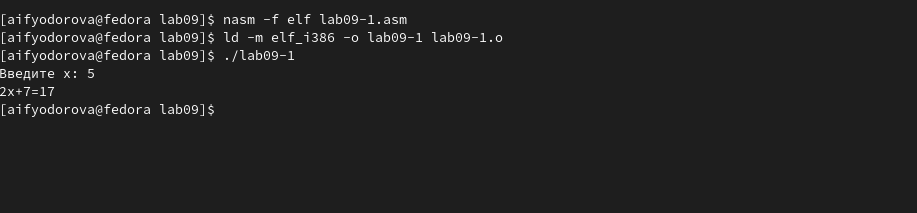 [aifyodorova@fedora lab09]$ nasm -f elf lab09-1.asm
[aifyodorova@fedora lab09]$ ld -m elf_i386 -o lab09-1 lab09-1.o
[aifyodorova@fedora lab09]$ ./lab09-1
Введите x: 5
2x+7=17
[aifyodorova@fedora lab09]$